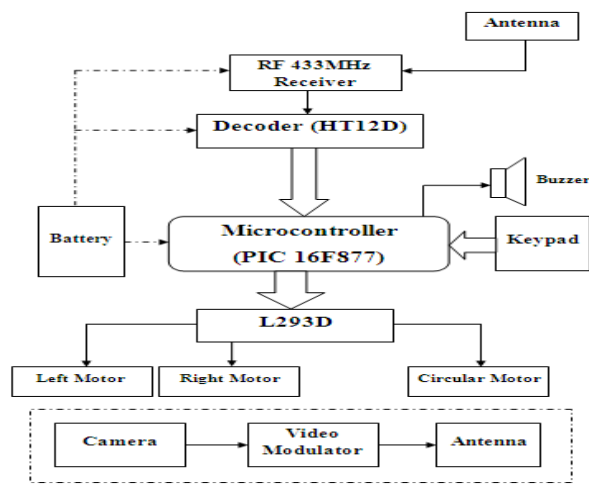 Antenna
RF 433MHz
Receiver
Decoder (HT12D)
Buzzer
Battery
Microcontroller
(PIC 16F877)
Keypad
L293D
Left Motor
Right Motor
Circular Motor
Camera
Video
Modulator
Antenna